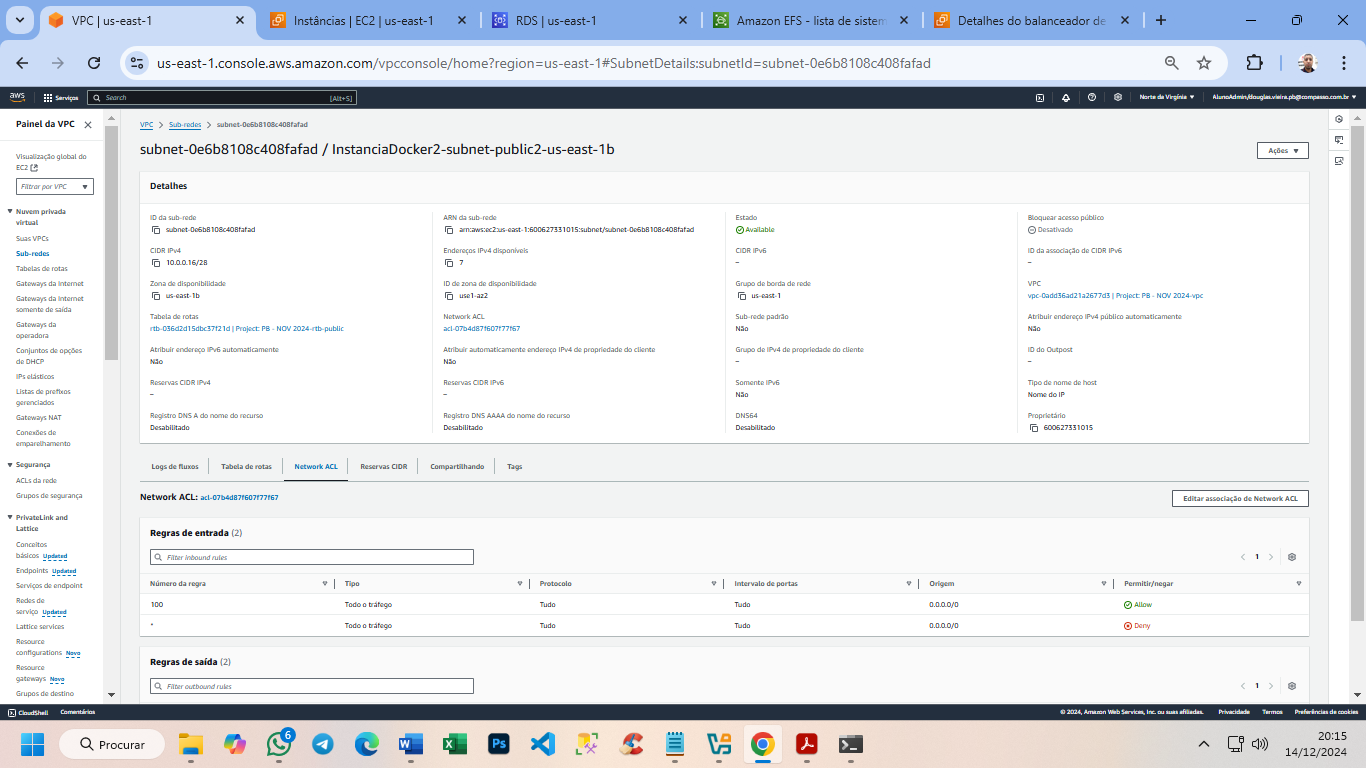 VPC | us-east-1
Instâncias | EC2 | us-east-1
RDS | us-east-1
Amazon EFS - lista de sistem
Detalhes do balanceador de
us-east-1.console.aws.amazon.com/vpcconsole/home?region=us-east-1#SubnetDetails:subnetId=subnet-0e6b8108c408fafad
aws
Serviços
Search
[Alt+S]
Norte da Virgínia
AlunoAdmin/douglas.vieira.pb@compasso.com.br
Painel da VPC
Visualização global do
EC2
Filtrar por VPC
Nuvem privada
virtual
Suas VPCs
Sub-redes
Tabelas de rotas
Gateways da Internet
Gateways da Internet
somente de saída
Gateways da
operadora
Conjuntos de opções
de DHCP
IPs elásticos
Listas de prefixos
gerenciados
Gateways NAT
Conexões de
emparelhamento
Segurança
ACLs da rede
Grupos de segurança
PrivateLink and
Lattice
Conceitos
básicos Updated
Endpoints Updated
Serviços de endpoint
Redes de
serviço Updated
Lattice services
Resource
configurations Novo
Resource
gateways Novo
Grupos de destino
VPC > Sub-redes > subnet-0e6b8108c408fafad
subnet-0e6b8108c408fafad / InstanciaDocker2-subnet-public2-us-east-1b
Ações
Detalhes
ID da sub-rede
subnet-0e6b8108c408fafad
ARN da sub-rede
arn:aws:ec2:us-east-1:600627331015:subnet/subnet-0e6b8108c408fafad
Estado
Available
Bloquear acesso público
Desativado
CIDR IPv4
10.0.0.16/28
Endereços IPv4 disponíveis
7
CIDR IPv6
–
ID da associação de CIDR IPv6
–
Zona de disponibilidade
us-east-1b
ID de zona de disponibilidade
use1-az2
Grupo de borda de rede
us-east-1
VPC
vpc-0add36ad21a2677d3 | Project: PB - NOV 2024-vpc
Tabela de rotas
rtb-036d2d15dbc37f21d | Project: PB - NOV 2024-rtb-public
Network ACL
acl-07b4d87f607f77f67
Sub-rede padrão
Não
Atribuir endereço IPv4 público automaticamente
Não
Atribuir endereço IPv6 automaticamente
Não
Atribuir automaticamente endereço IPv4 de propriedade do cliente
Não
Grupo de IPv4 de propriedade do cliente
–
ID do Outpost
–
Reservas CIDR IPv4
–
Reservas CIDR IPv6
–
Somente IPv6
Não
Tipo de nome de host
Nome do IP
Registro DNS A do nome do recurso
Desabilitado
Registro DNS AAAA do nome do recurso
Desabilitado
DNS64
Desabilitado
Proprietário
600627331015
Logs de fluxos
Tabela de rotas
Network ACL
Reservas CIDR
Compartilhando
Tags
Network ACL: acl-07b4d87f607f77f67
Editar associação de Network ACL
Regras de entrada (2)
Filter inbound rules
1
Número da regra Tipo Protocolo Intervalo de portas Origem Permitir/negar
100 Todo o tráfego Tudo Tudo 0.0.0.0/0 Allow
* Todo o tráfego Tudo Tudo 0.0.0.0/0 Deny
Regras de saída (2)
Filter outbound rules
1
CloudShell
Comentários
© 2024, Amazon Web Services, Inc. ou suas afiliadas.
Privacidade
Termos
Preferências de cookies
Procurar
6
20:15
14/12/2024